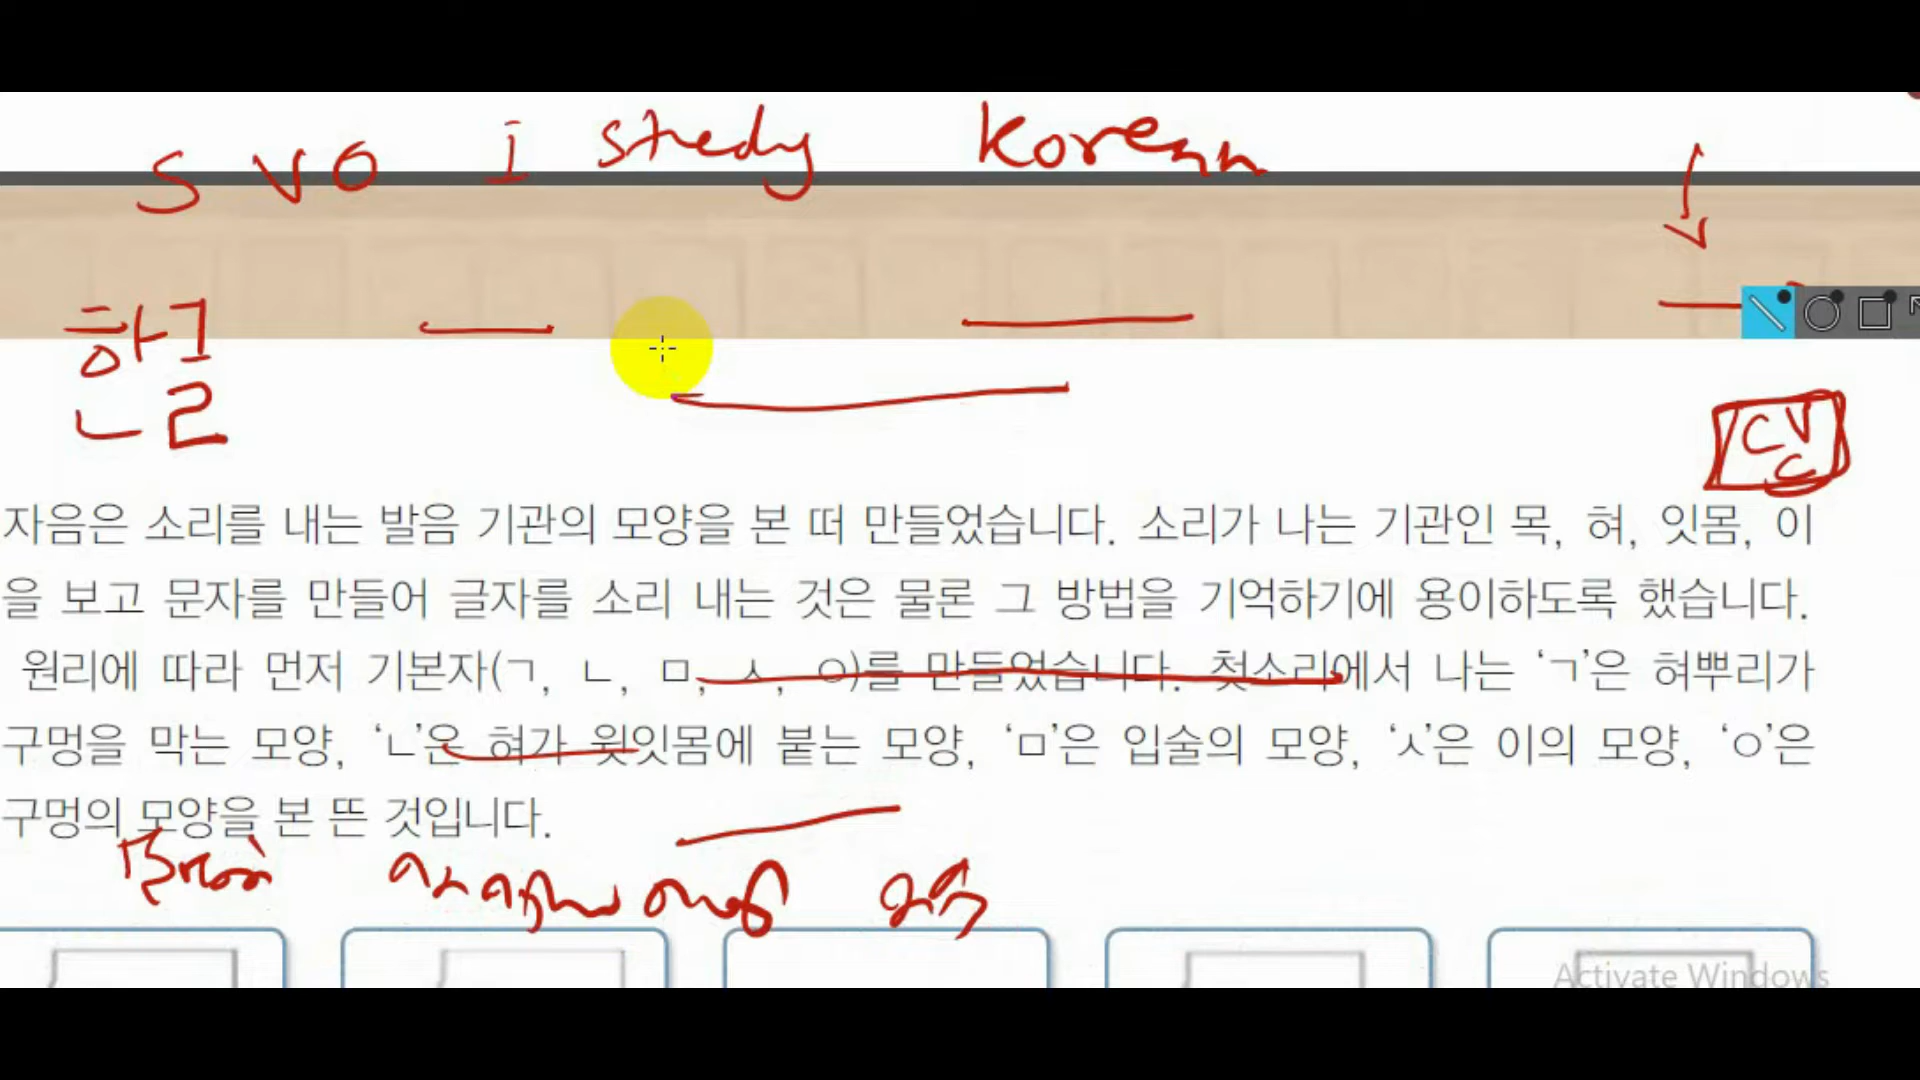 S V O I study Korean
한글
CVC
자음은 소리를 내는 발음 기관의 모양을 본 떠 만들었습니다. 소리가 나는 기관인 목, 혀, 잇몸, 이
을 보고 문자를 만들어 글자를 소리 내는 것은 물론 그 방법을 기억하기에 용이하도록 했습니다.
원리에 따라 먼저 기본자(ㄱ, ㄴ, ㅁ, ㅅ, ㅇ)를 만들었습니다. 첫소리에서 나는 ‘ㄱ’은 혀뿌리가
구멍을 막는 모양, ‘ㄴ’은 혀가 윗잇몸에 붙는 모양, ‘ㅁ’은 입술의 모양, ‘ㅅ’은 이의 모양, ‘ㅇ’은
구멍의 모양을 본 뜬 것입니다.
Activate Windows